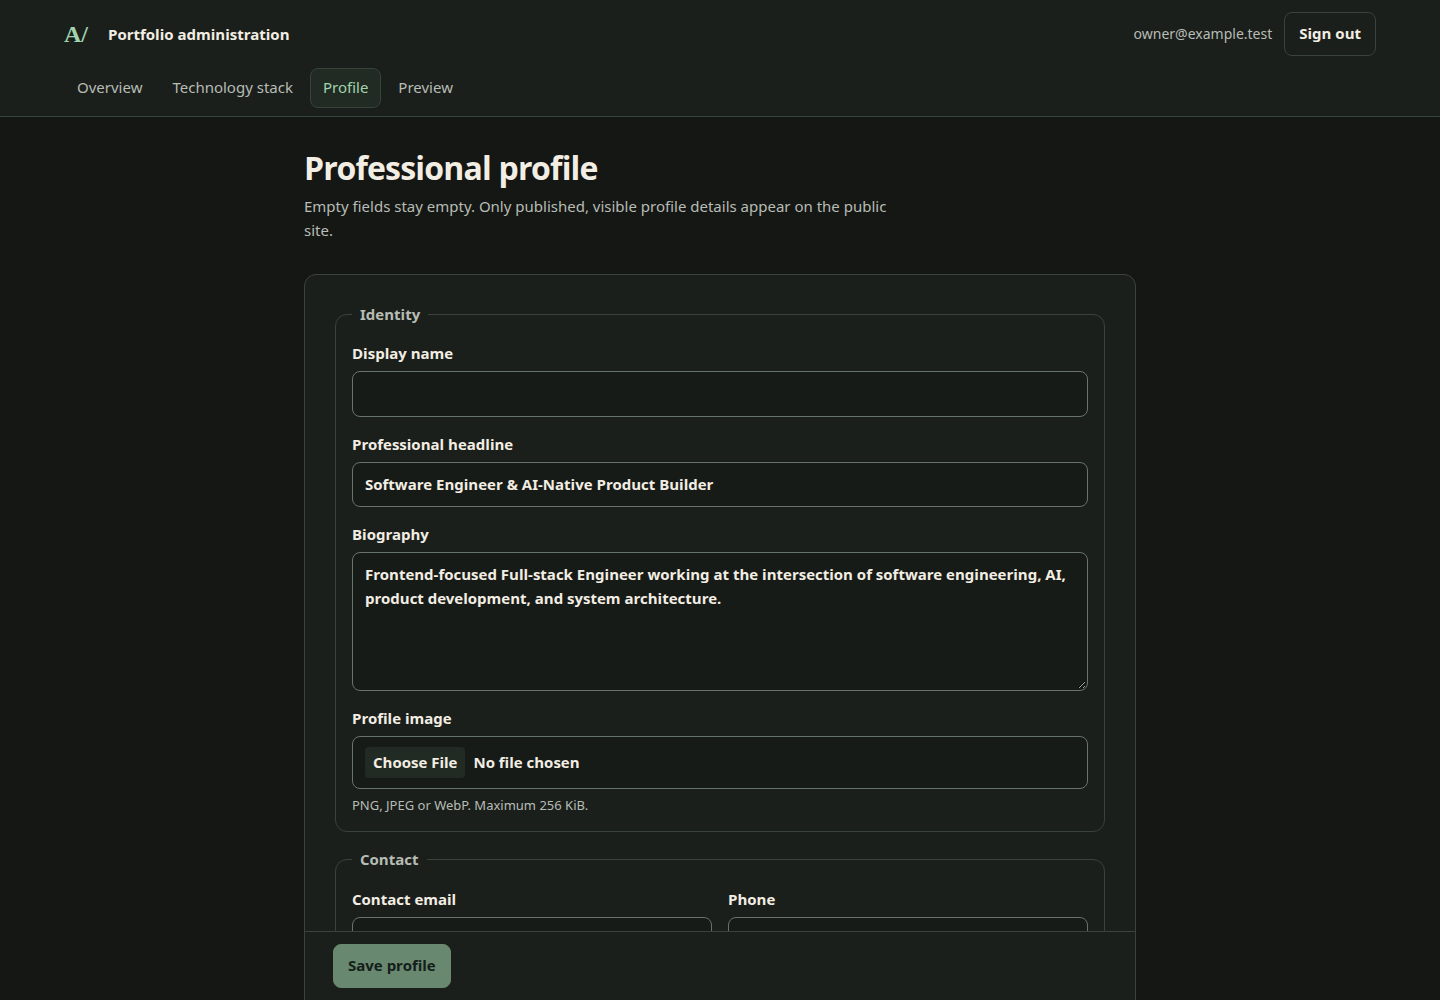 A/ Portfolio administration
owner@example.test
Sign out
Overview Technology stack Profile Preview
Professional profile
Empty fields stay empty. Only published, visible profile details appear on the public
site.
Identity
Display name
Professional headline
Software Engineer & AI-Native Product Builder
Biography
Frontend-focused Full-stack Engineer working at the intersection of software engineering, AI,
product development, and system architecture.
Profile image
Choose File No file chosen
PNG, JPEG or WebP. Maximum 256 KiB.
Contact
Contact email Phone
Save profile